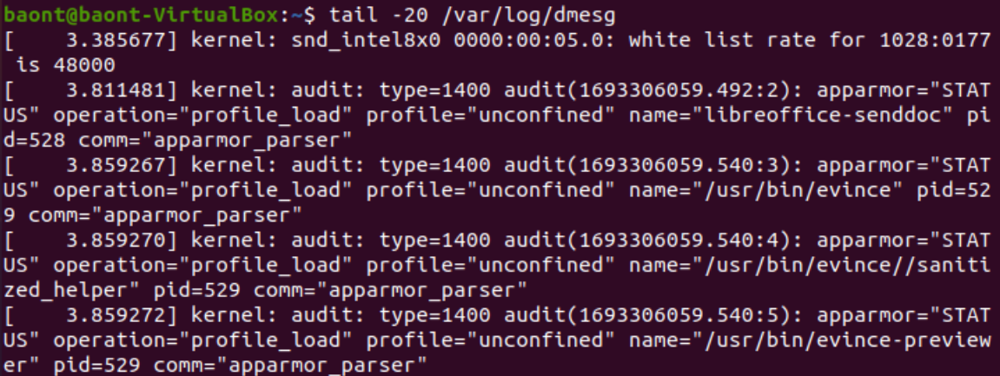 baont@baont-VirtualBox:~$ tail -20 /var/log/dmesg
[    3.385677] kernel: snd_intel8x0 0000:00:05.0: white list rate for 1028:0177
 is 48000
[    3.811481] kernel: audit: type=1400 audit(1693306059.492:2): apparmor="STAT
US" operation="profile_load" profile="unconfined" name="libreoffice-senddoc" pi
d=528 comm="apparmor_parser"
[    3.859267] kernel: audit: type=1400 audit(1693306059.540:3): apparmor="STAT
US" operation="profile_load" profile="unconfined" name="/usr/bin/evince" pid=52
9 comm="apparmor_parser"
[    3.859270] kernel: audit: type=1400 audit(1693306059.540:4): apparmor="STAT
US" operation="profile_load" profile="unconfined" name="/usr/bin/evince//saniti
zed_helper" pid=529 comm="apparmor_parser"
[    3.859272] kernel: audit: type=1400 audit(1693306059.540:5): apparmor="STAT
US" operation="profile_load" profile="unconfined" name="/usr/bin/evince-preview
er" pid=529 comm="apparmor_parser"